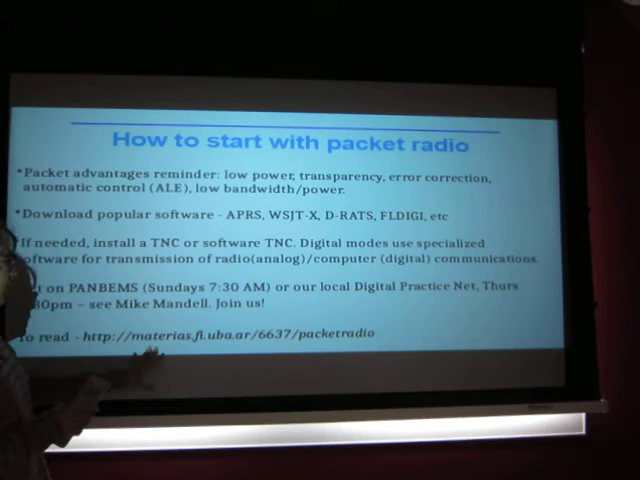 How to start with packet radio
*Packet advantages reminder: low power, transparency, error correction,
automatic control (ALE), low bandwidth/power.
*Download popular software - APRS, WSJT-X, D-RATS, FLDIGI, etc
If needed, install a TNC or software TNC. Digital modes use specialized
software for transmission of radio(analog)/computer (digital) communications.
on PANBEMS (Sundays 7:30 AM) or our local Digital Practice Net, Thurs
30pm – see Mike Mandell. Join us!
To read - http://materias.fi.uba.ar/6637/packetradio